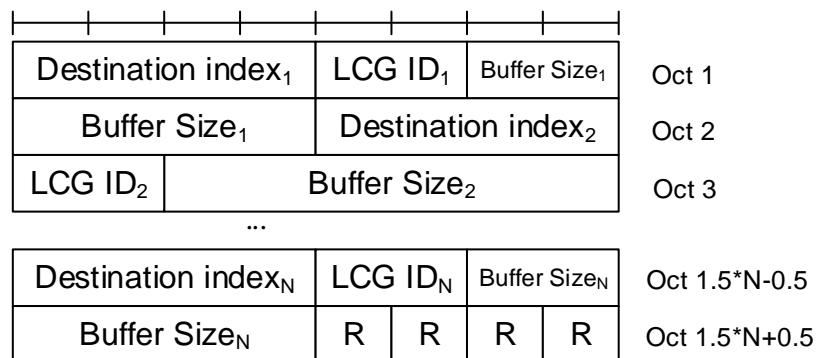 Destination index₁ LCG ID₁ Buffer Size₁ Oct 1
Buffer Size₁ Destination index₂ Oct 2
LCG ID₂ Buffer Size₂ Oct 3
...
Destination indexN LCG IDN Buffer SizeN Oct 1.5*N-0.5
Buffer SizeN R R R R Oct 1.5*N+0.5